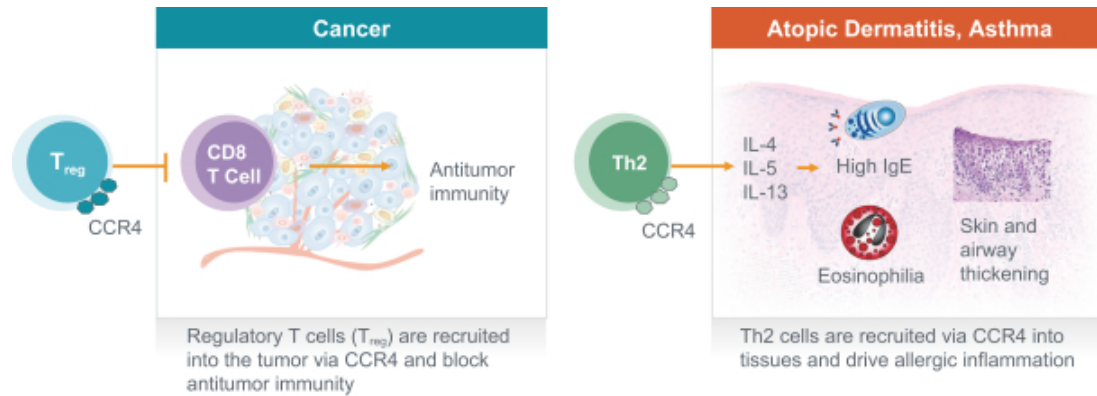 Cancer
T reg
CCR4
CD8
T Cell
Antitumor
immunity
Regulatory T cells (Treg) are recruited
into the tumor via CCR4 and block
antitumor immunity
Atopic Dermatitis, Asthma
Th2
CCR4
IL-4
IL-5
IL-13
High IgE
Eosinophilia
Skin and
airway
thickening
Th2 cells are recruited via CCR4 into
tissues and drive allergic inflammation